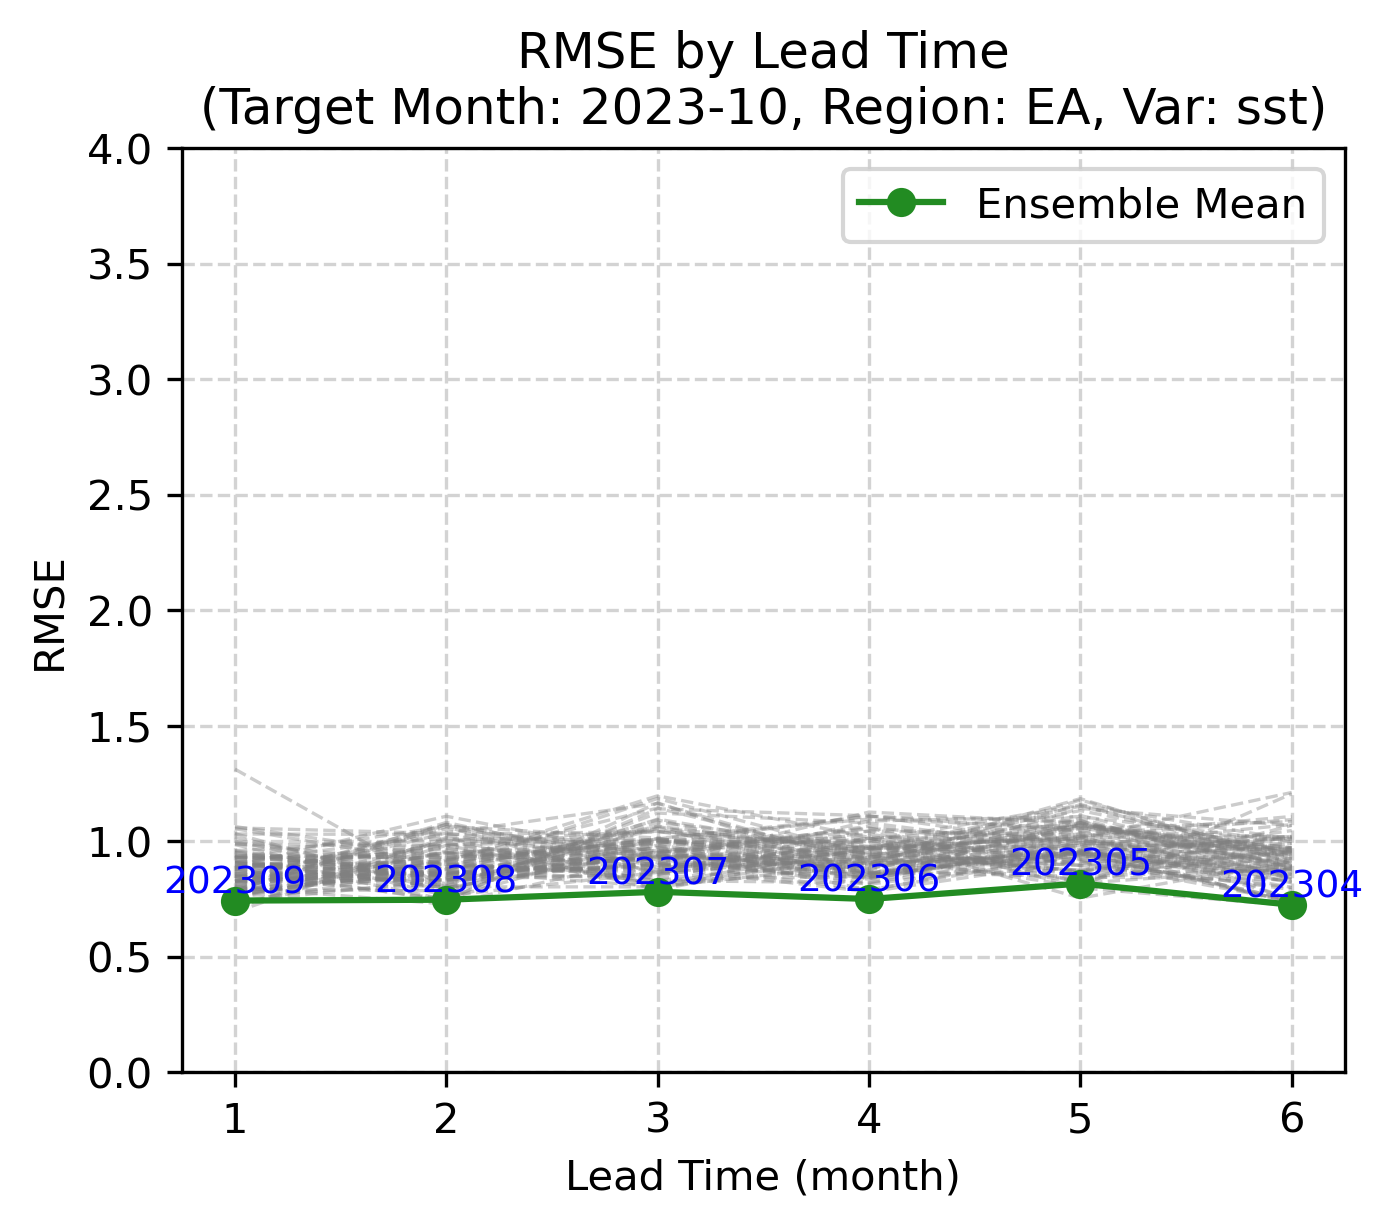 RMSE by Lead Time
(Target Month: 2023-10, Region: EA, Var: sst)
4.0
3.5
3.0
2.5
2.0
1.5
1.0
0.5
0.0
RMSE
Ensemble Mean
202309
202308
202307
202306
202305
202304
1 2 3 4 5 6
Lead Time (month)